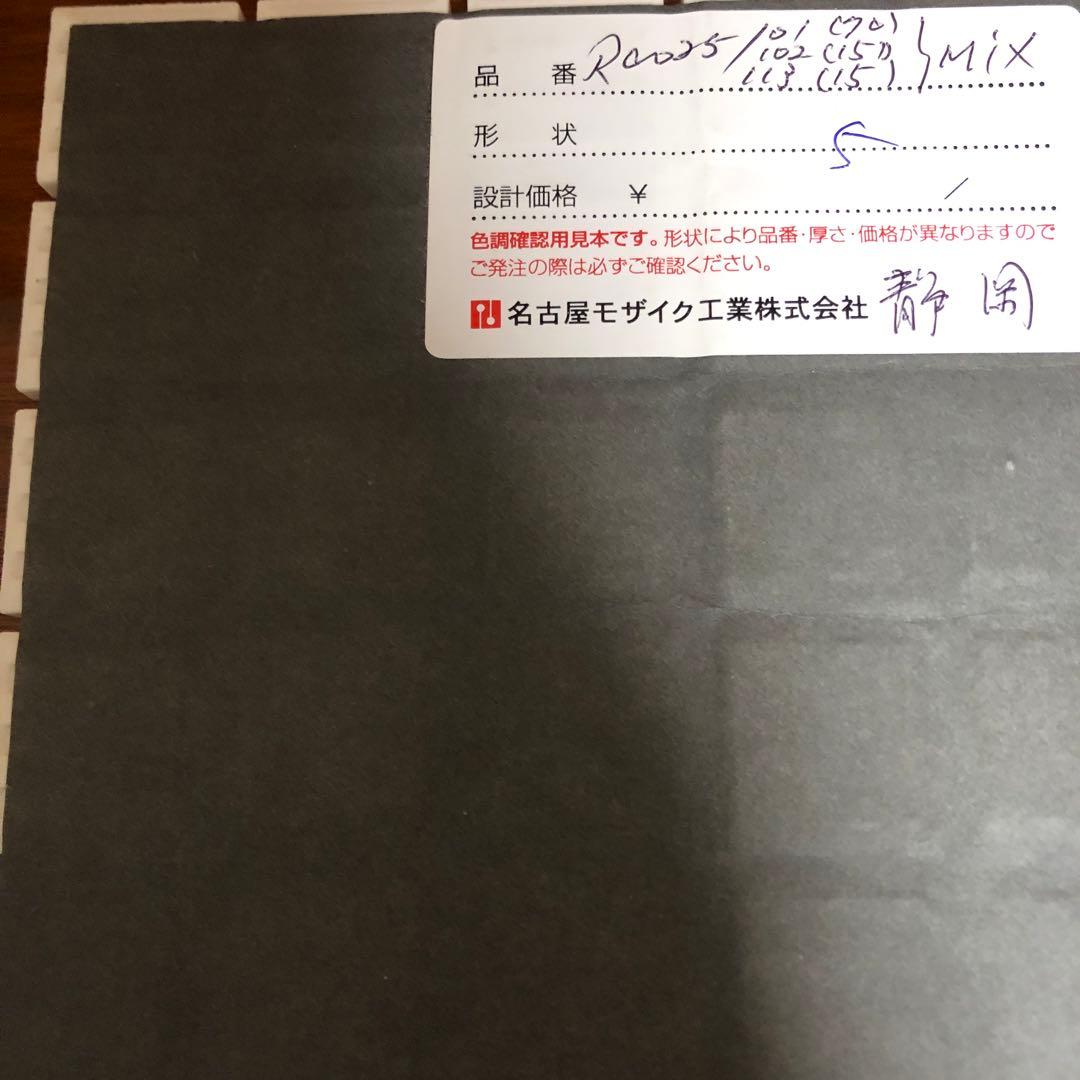 品 番 R0025/101 (70)
102 (15)
113 (15) } MiX
形 状
設計価格 ¥ /
色調確認用見本です。形状により品番・厚さ・価格が異なりますので
ご発注の際は必ずご確認ください。
名古屋モザイク工業株式会社 静岡